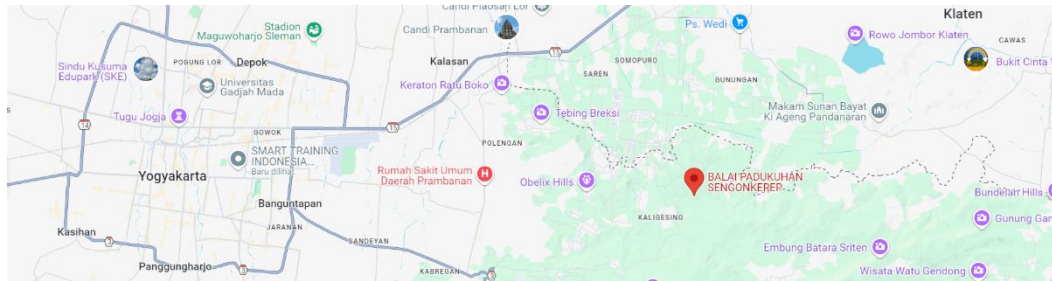 Candi Plaosan Lor
Klaten
Stadion
Maguwoharjo Sleman
Candi Prambanan
Ps. Wedi
Rowo Jombor Klaten
CAWAS
15
Sindu Kusuma
Edupark (SKE)
POGUNG LOR
Depok
Kalasan
SOMOPURO
Bukit Cinta
SAREN
GUNUNGAN
Universitas
Gadjah Mada
Keraton Ratu Boko
Makam Sunan Bayat
Ki Ageng Pandanaran
Tugu Jogja
Tebing Breksi
14
15
GOWOK
POLENGAN
SMART TRAINING
INDONESIA...
Baru dilihat
Yogyakarta
Rumah Sakit Umum
Daerah Prambanan
H
Obelix Hills
BALAI PADUKUHAN
SENGONKEREP
Banguntapan
Bundelan Hills
KALIGESING
JARANAN
Kasihan
3
SANDEYAN
Gunung Gan
Embung Batara Sriten
Panggungharjo
3
KABREGAN
3
Wisata Watu Gendong